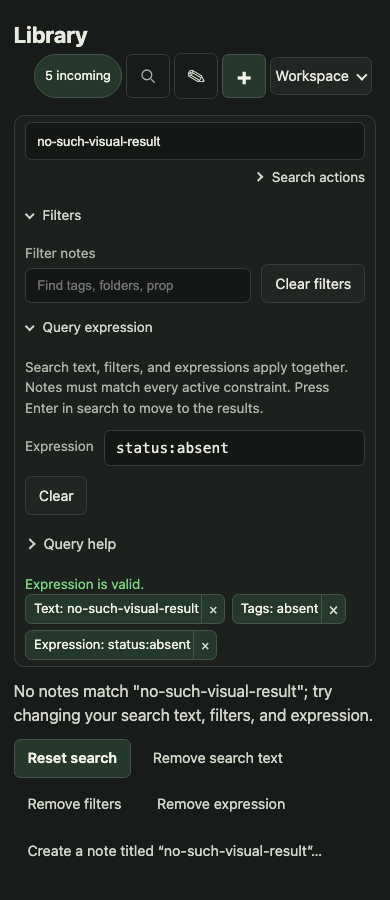 Library
5 incoming
Workspace
no-such-visual-result
Search actions
Filters
Filter notes
Find tags, folders, prop
Clear filters
Query expression
Search text, filters, and expressions apply together.
Notes must match every active constraint. Press
Enter in search to move to the results.
Expression
status:absent
Clear
Query help
Expression is valid.
Text: no-such-visual-result ×
Tags: absent ×
Expression: status:absent ×
No notes match "no-such-visual-result"; try
changing your search text, filters, and expression.
Reset search
Remove search text
Remove filters
Remove expression
Create a note titled “no-such-visual-result”…